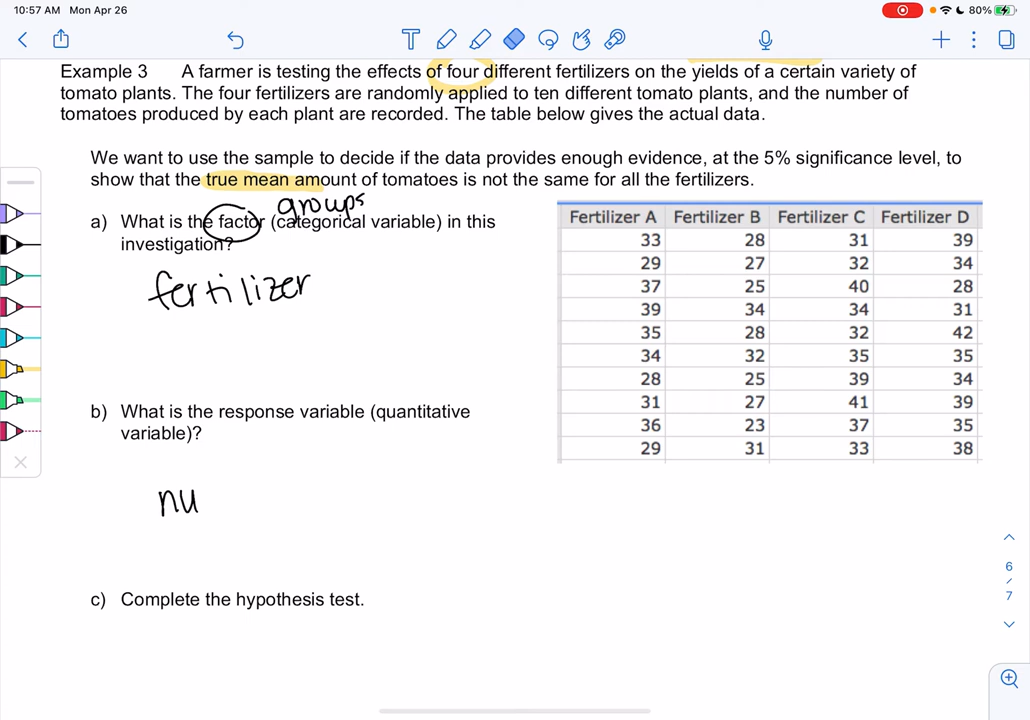 10:57 AM Mon Apr 26
80%
T
Example 3 A farmer is testing the effects of four different fertilizers on the yields of a certain variety of
tomato plants. The four fertilizers are randomly applied to ten different tomato plants, and the number of
tomatoes produced by each plant are recorded. The table below gives the actual data.
We want to use the sample to decide if the data provides enough evidence, at the 5% significance level, to
show that the true mean amount of tomatoes is not the same for all the fertilizers.
groups
a) What is the factor (categorical variable) in this
investigation?
fertilizer
b) What is the response variable (quantitative
variable)?
nu
c) Complete the hypothesis test.
Fertilizer A Fertilizer B Fertilizer C Fertilizer D
33 28 31 39
29 27 32 34
37 25 40 28
39 34 34 31
35 28 32 42
34 32 35 35
28 25 39 34
31 27 41 39
36 23 37 35
29 31 33 38
6
/
7